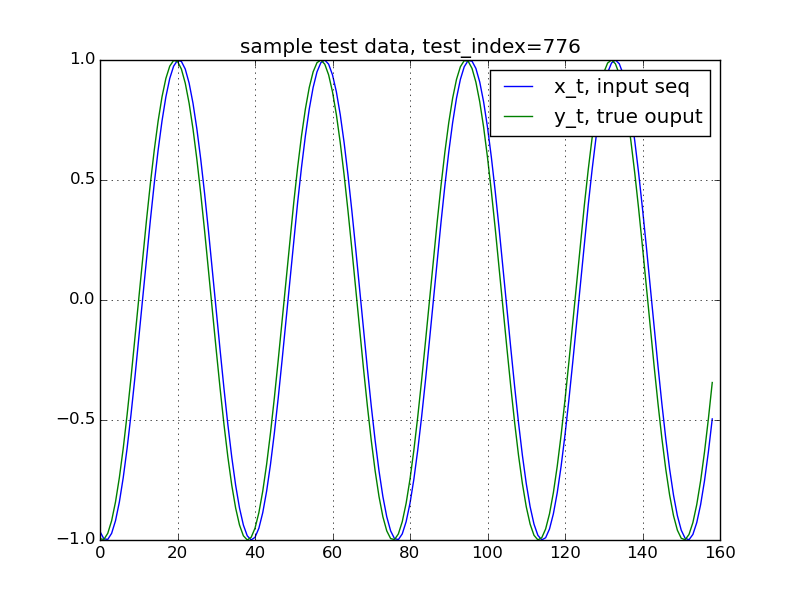 sample test data, test_index=776
x_t, input seq
y_t, true ouput
1.0
0.5
0.0
−0.5
−1.0
0 20 40 60 80 100 120 140 160